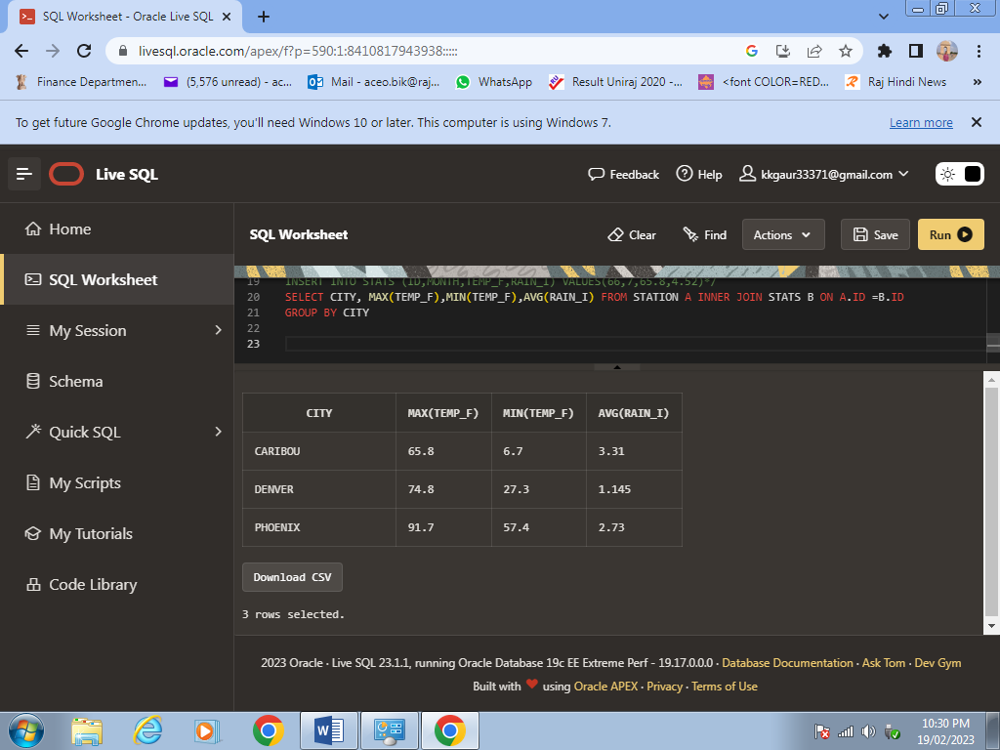 SQL Worksheet - Oracle Live SQL
livesql.oracle.com/apex/f?p=590:1:8410817943938:::::
Finance Departmen... (5,576 unread) - ac... Mail - aceo.bik@raj... WhatsApp Result Uniraj 2020 -... <font COLOR=RED... Raj Hindi News »
To get future Google Chrome updates, you'll need Windows 10 or later. This computer is using Windows 7. Learn more
Live SQL Feedback Help kkgaur33371@gmail.com
Home
SQL Worksheet
My Session
Schema
Quick SQL
My Scripts
My Tutorials
Code Library
SQL Worksheet Clear Find Actions Save Run
19 INSERT INTO STATS (ID,MONTH,TEMP_F,RAIN_I) VALUES(66,7,65.8,4.52)*/
20 SELECT CITY, MAX(TEMP_F),MIN(TEMP_F),AVG(RAIN_I) FROM STATION A INNER JOIN STATS B ON A.ID =B.ID
21 GROUP BY CITY
22
23
CITY MAX(TEMP_F) MIN(TEMP_F) AVG(RAIN_I)
CARIBOU 65.8 6.7 3.31
DENVER 74.8 27.3 1.145
PHOENIX 91.7 57.4 2.73
Download CSV
3 rows selected.
2023 Oracle · Live SQL 23.1.1, running Oracle Database 19c EE Extreme Perf - 19.17.0.0.0 · Database Documentation · Ask Tom · Dev Gym
Built with ❤ using Oracle APEX · Privacy · Terms of Use
10:30 PM
19/02/2023